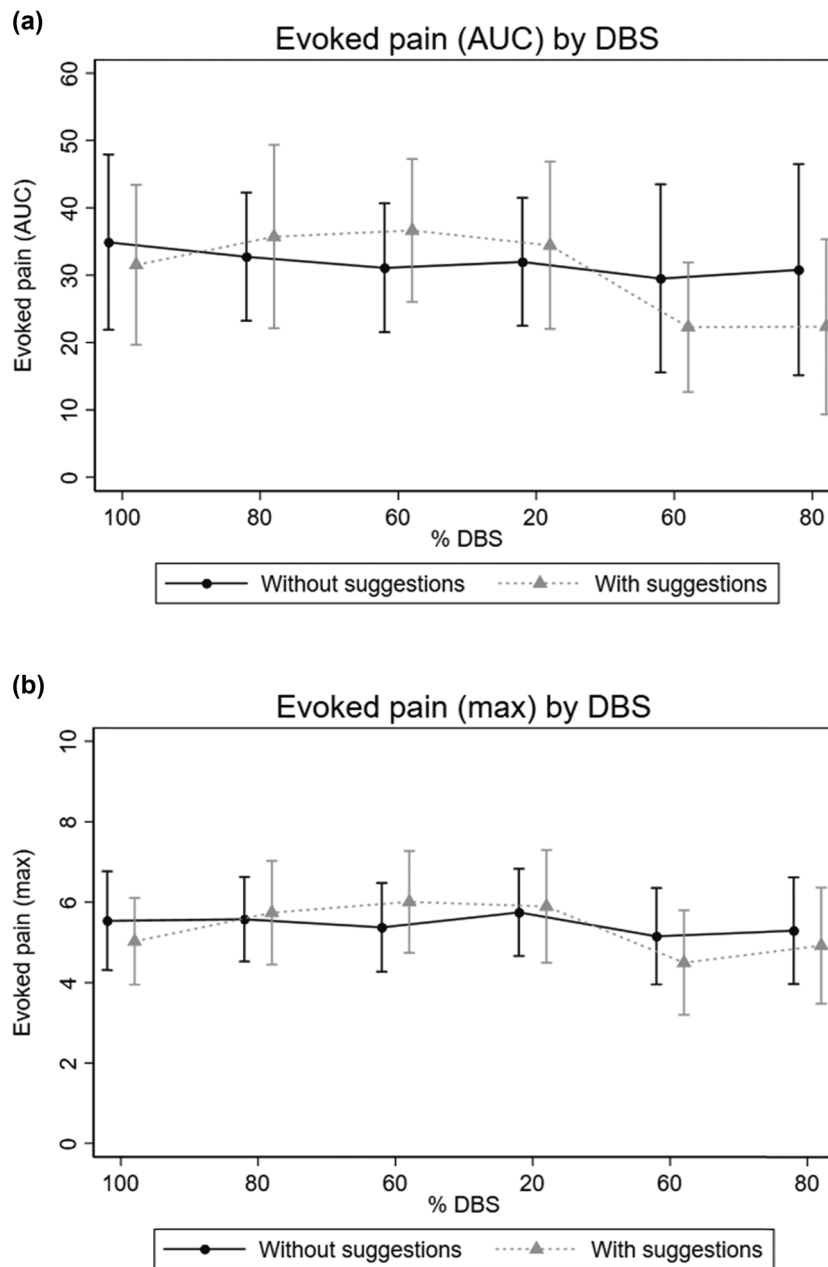 (a)
Evoked pain (AUC) by DBS
Evoked pain (AUC)
60
50
40
30
20
10
0
100 80 60 20 60 80
% DBS
Without suggestions With suggestions
(b)
Evoked pain (max) by DBS
Evoked pain (max)
10
8
6
4
2
0
100 80 60 20 60 80
% DBS
Without suggestions With suggestions